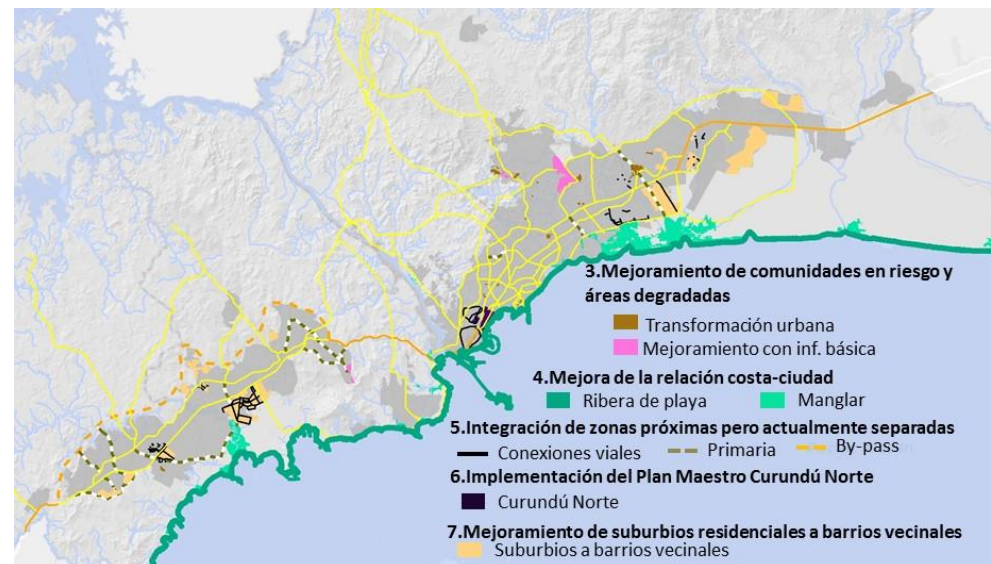 3.Mejoramiento de comunidades en riesgo y
áreas degradadas
Transformación urbana
Mejoramiento con inf. básica
4.Mejora de la relación costa-ciudad
Ribera de playa Manglar
5.Integración de zonas próximas pero actualmente separadas
Conexiones viales Primaria By-pass
6.Implementación del Plan Maestro Curundú Norte
Curundú Norte
7.Mejoramiento de suburbios residenciales a barrios vecinales
Suburbios a barrios vecinales